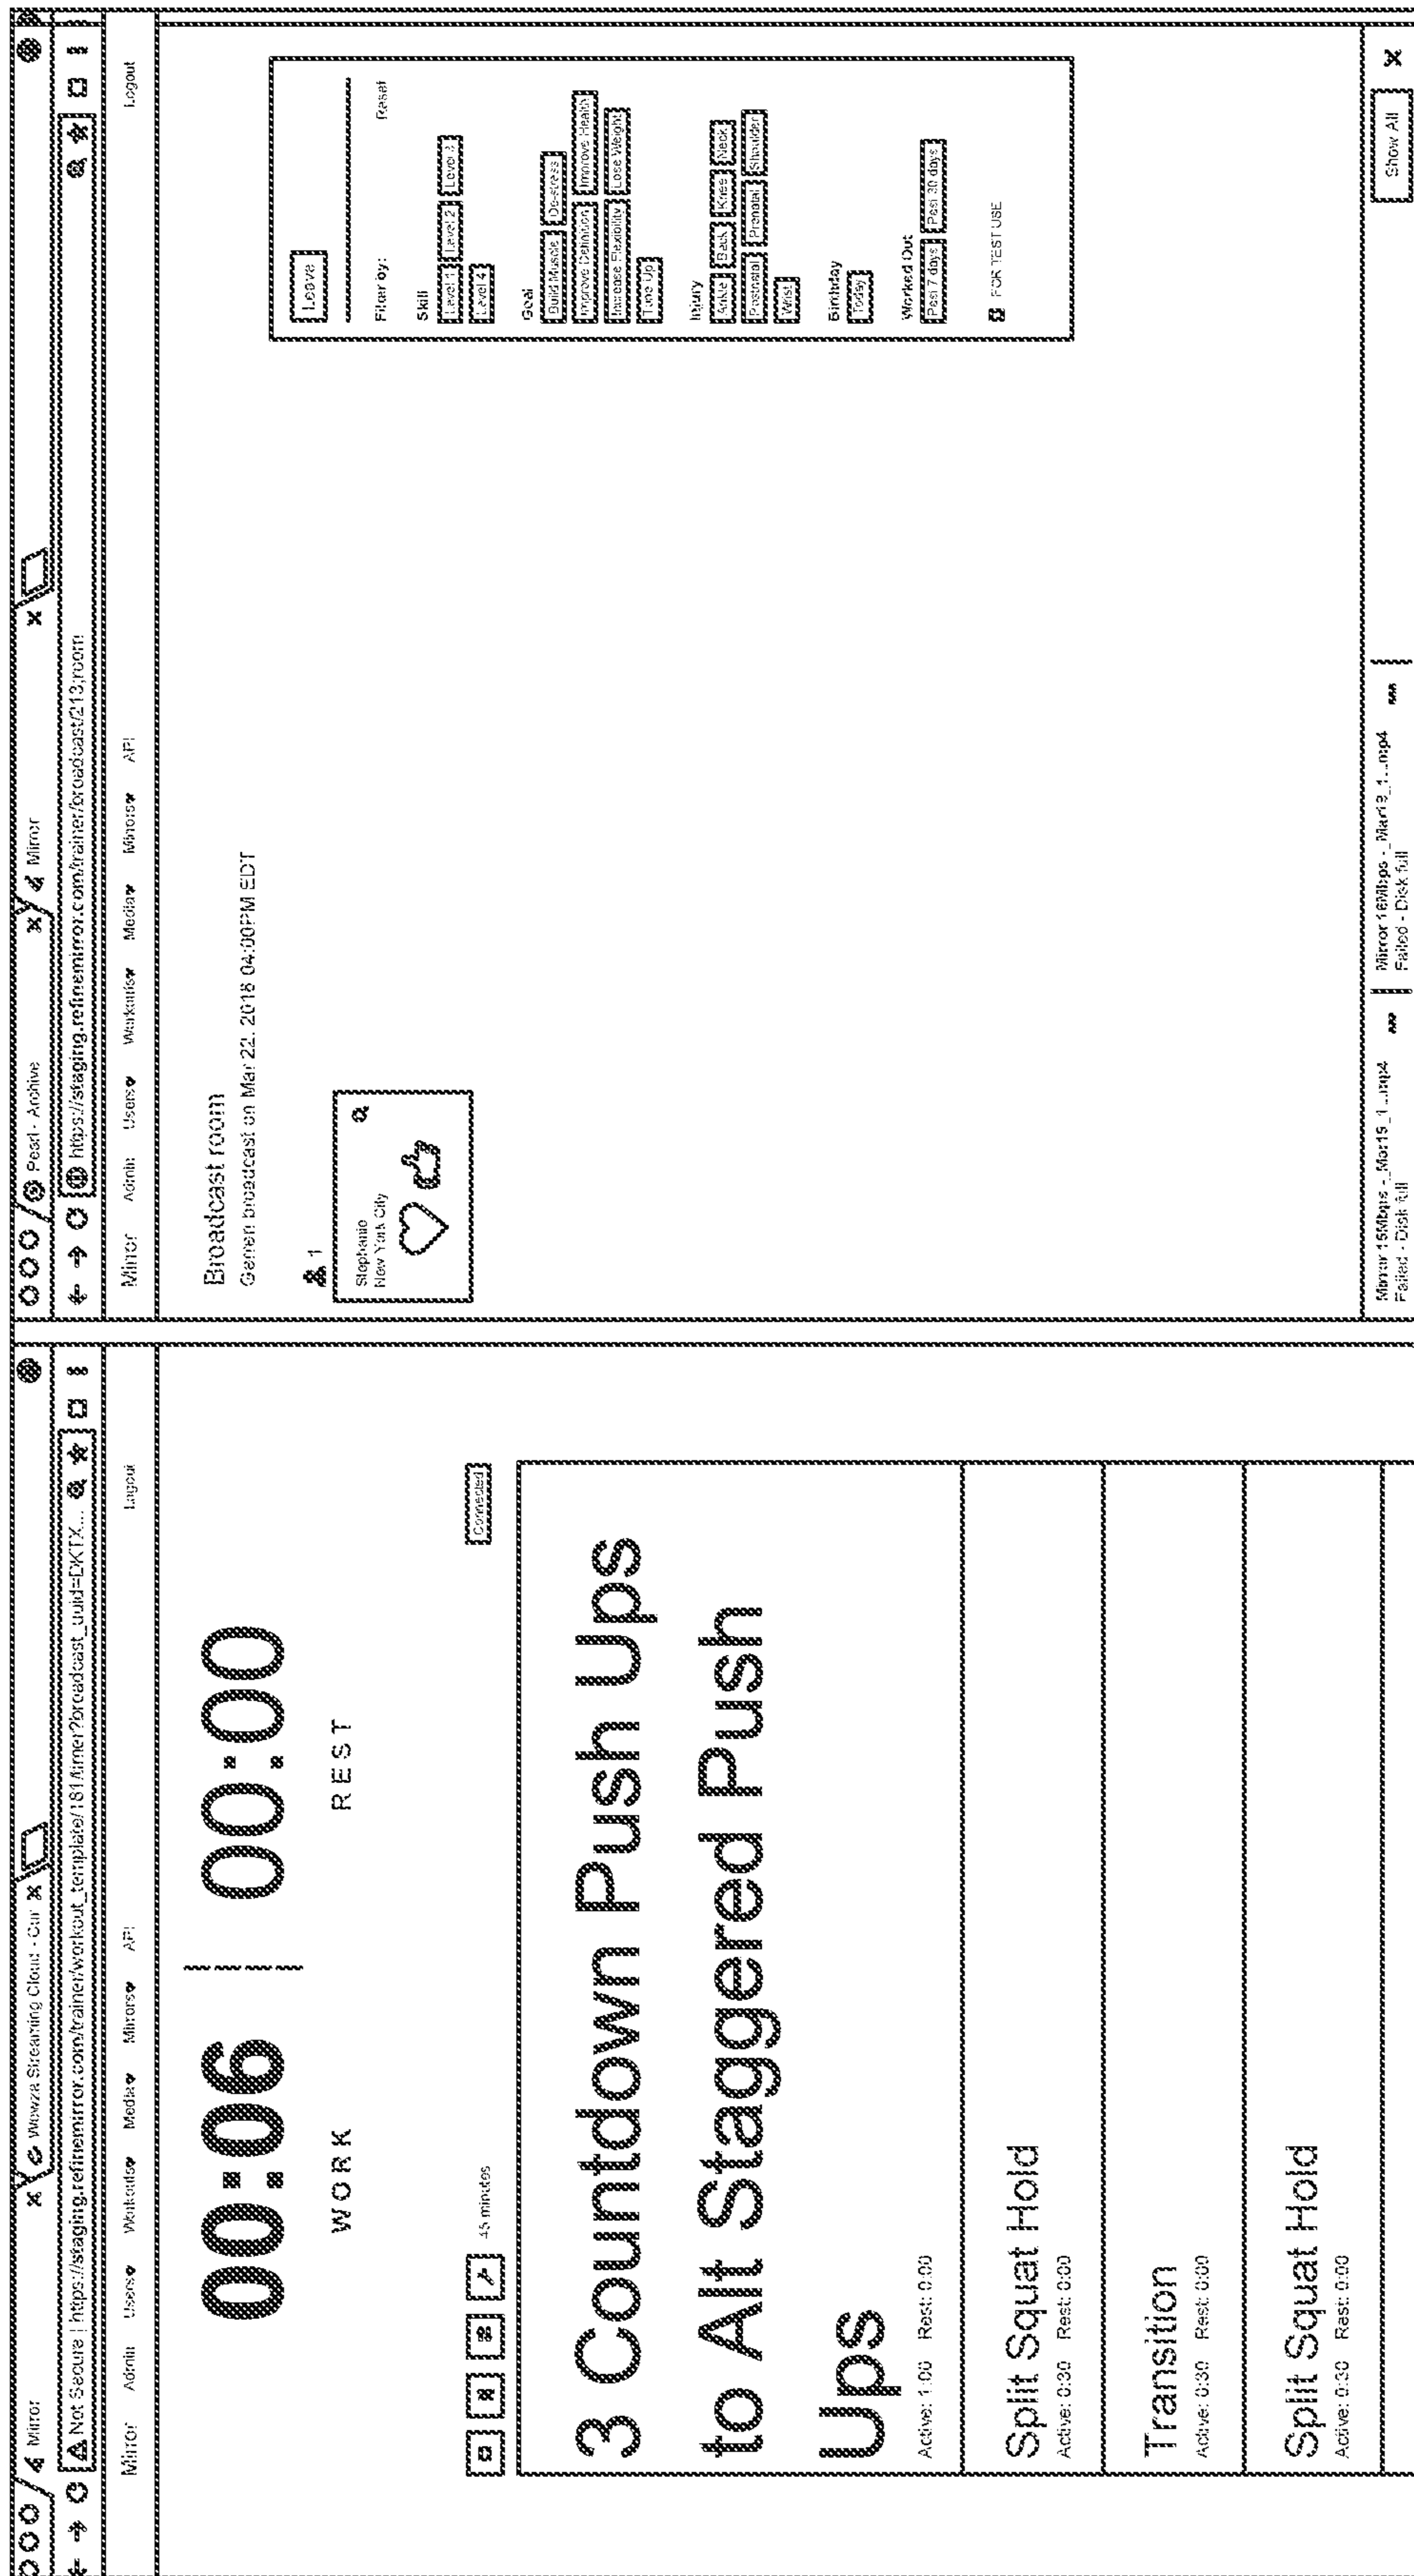 Mirror
Wowza Streaming Cloud - Cur
Not Secure | https://staging.refinemirror.com/trainer/workout_template/181/timer?broadcast_uuid=DKTX...
Mirror Admin Users Workouts Media Mirrors API Logout
00:06 | 00:00
WORK REST
45 minutes
Connected
3 Countdown Push Ups
to Alt Staggered Push
Ups
Active: 1:00 Rest: 0:00
Split Squat Hold
Active: 0:30 Rest: 0:00
Transition
Active: 0:30 Rest: 0:00
Split Squat Hold
Active: 0:30 Rest: 0:00
Pearl - Archive
Mirror
https://staging.refinemirror.com/trainer/broadcast/213/room
Mirror Admin Users Workouts Media Mirrors API Logout
Broadcast room
broadcast on Mar 22, 2018 04:00PM EDT
1
Stephanie
New York City
Leave
Filter by: Reset
Skill
Level 1 Level 2 Level 3
Level 4
Goal
Build Muscle De-stress
Improve Definition Improve Health
Increase Flexibility Lose Weight
Tone Up
Injury
Ankle Back Knee Neck
Postnatal Prenatal Shoulder
Wrist
Birthday
Today
Worked Out
Past 7 days Past 30 days
FOR TEST USE
Mirror 15Mbps -_Mar15_1...mp4
Failed - Disk full
Mirror 16Mbps -_Mar13_1...mp4
Failed - Disk full
Show All